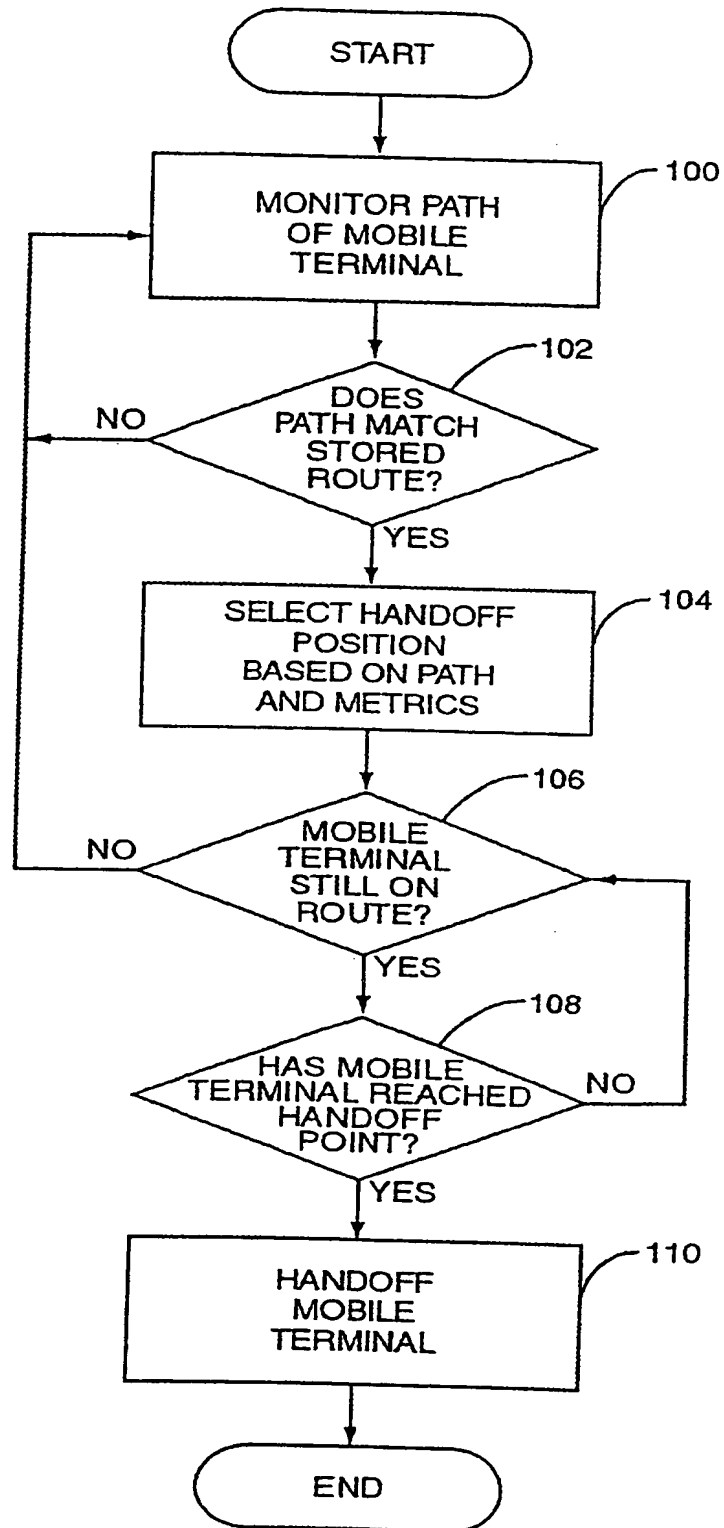 START
100
MONITOR PATH
OF MOBILE
TERMINAL
102
DOES
PATH MATCH
STORED
ROUTE?
NO
YES
104
SELECT HANDOFF
POSITION
BASED ON PATH
AND METRICS
106
MOBILE
TERMINAL
STILL ON
ROUTE?
NO
YES
108
HAS MOBILE
TERMINAL REACHED
HANDOFF
POINT?
NO
YES
110
HANDOFF
MOBILE
TERMINAL
END